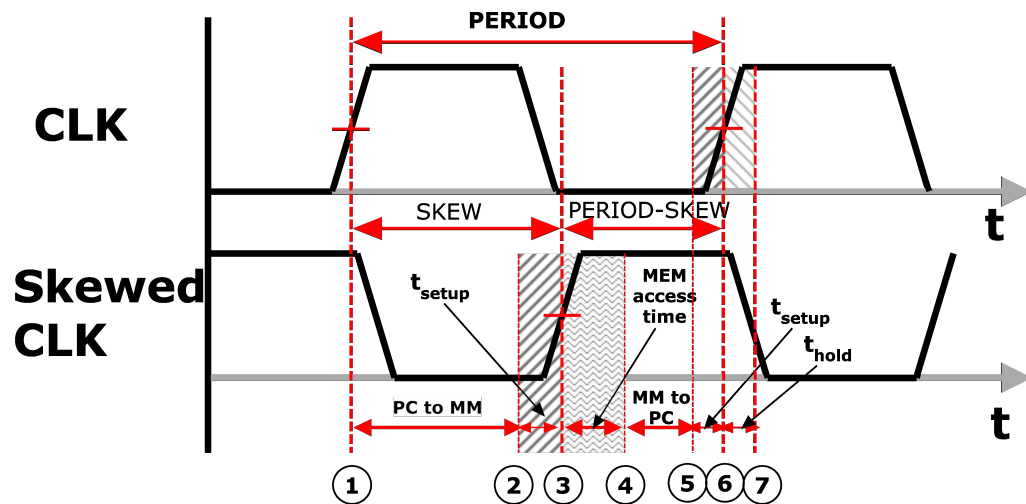 PERIOD
CLK
SKEW
PERIOD-SKEW
t
Skewed
CLK
t setup
MEM
access
time
t setup
t hold
PC to MM
MM to
PC
t
1 2 3 4 5 6 7